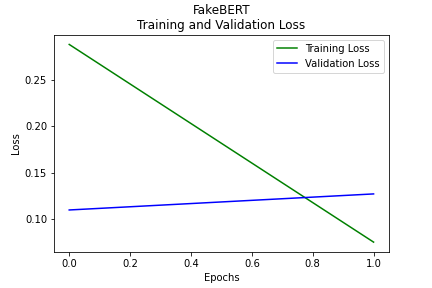 FakeBERT
Training and Validation Loss
Training Loss
Validation Loss
0.25
0.20
0.15
0.10
Loss
0.0 0.2 0.4 0.6 0.8 1.0
Epochs